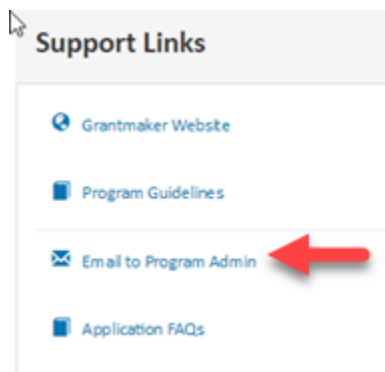 Support Links
Grantmaker Website
Program Guidelines
Email to Program Admin
Application FAQs